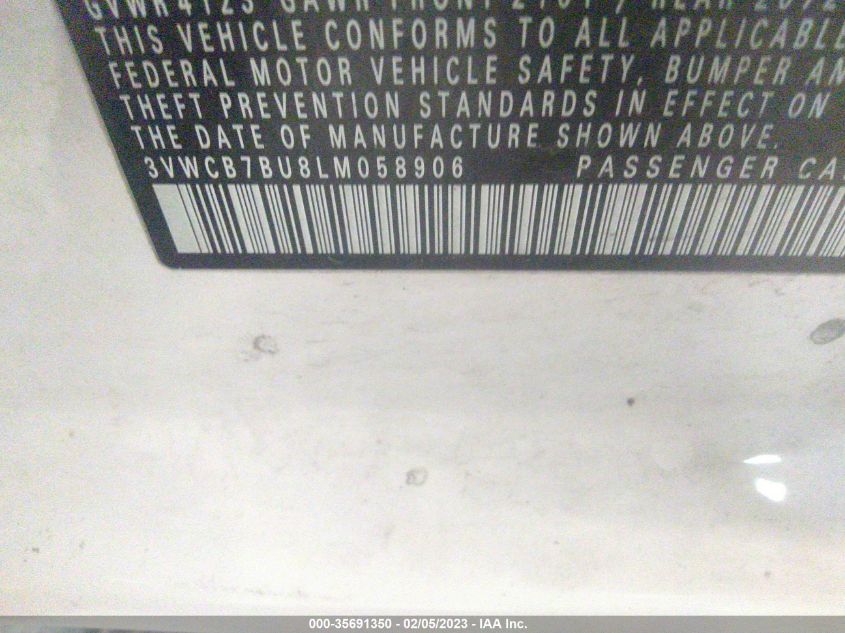 THIS VEHICLE CONFORMS TO ALL APPLICABLE
FEDERAL MOTOR VEHICLE SAFETY, BUMPER AN
THEFT PREVENTION STANDARDS IN EFFECT ON
THE DATE OF MANUFACTURE SHOWN ABOVE.
3VWCB7BU8LM058906 PASSENGER CA
000-35691350 - 02/05/2023 - IAA Inc.